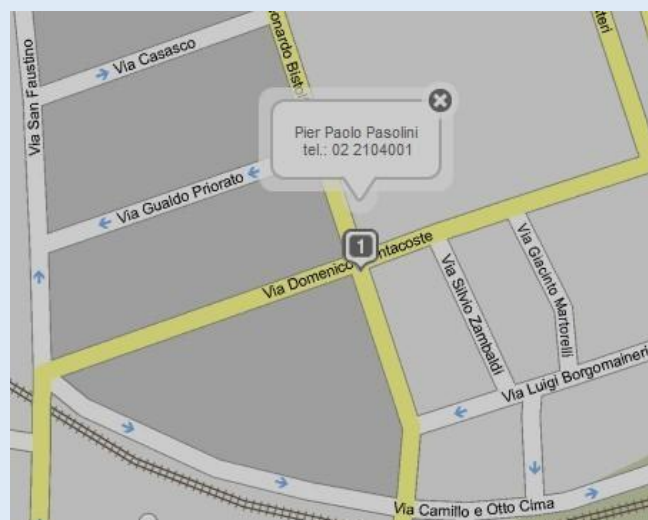 Via Casasco
Via San Faustino
Pier Paolo Pasolini
tel.: 02 2104001
Via Gualdo Priorato
1
Via Domenico
Via Silvio Zambaldi
Via Giacinto Martorelli
Via Luigi Borgomaineri
Via Camillo e Otto Cima